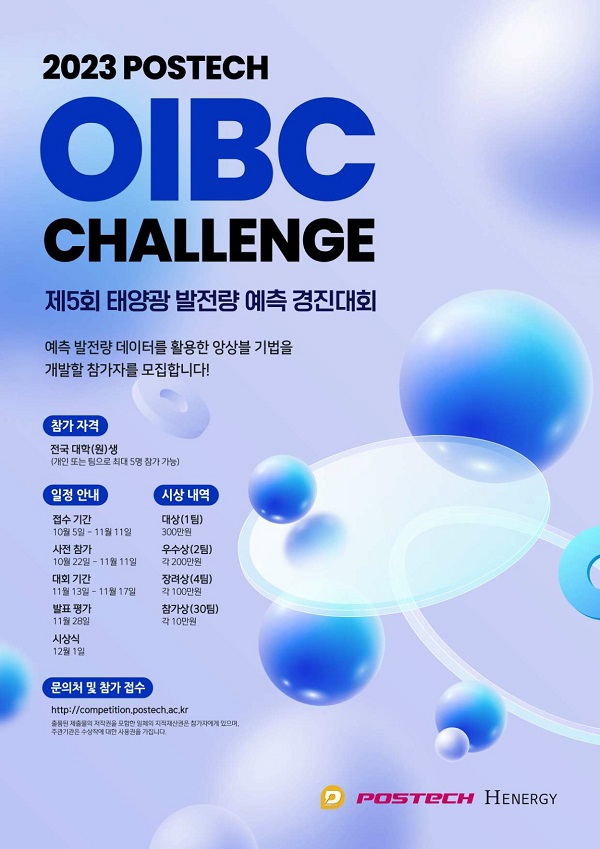 2023 POSTECH
OIBC
CHALLENGE
제5회 태양광 발전량 예측 경진대회
예측 발전량 데이터를 활용한 앙상블 기법을
개발할 참가자를 모집합니다!
참가 자격
전국 대학(원)생
(개인 또는 팀으로 최대 5명 참가 가능)
일정 안내
접수 기간
10월 5일 - 11월 11일
사전 참가
10월 22일 - 11월 11일
대회 기간
11월 13일 - 11월 17일
발표 평가
11월 28일
시상식
12월 1일
시상 내역
대상(1팀)
300만원
우수상(2팀)
각 200만원
장려상(4팀)
각 100만원
참가상(30팀)
각 10만원
문의처 및 참가 접수
http://competition.postech.ac.kr
출품된 제출물의 저작권을 포함한 일체의 지적재산권은 참가자에게 있으며,
주관기관은 수상작에 대한 사용권을 가집니다.
POSTECH
HENERGY